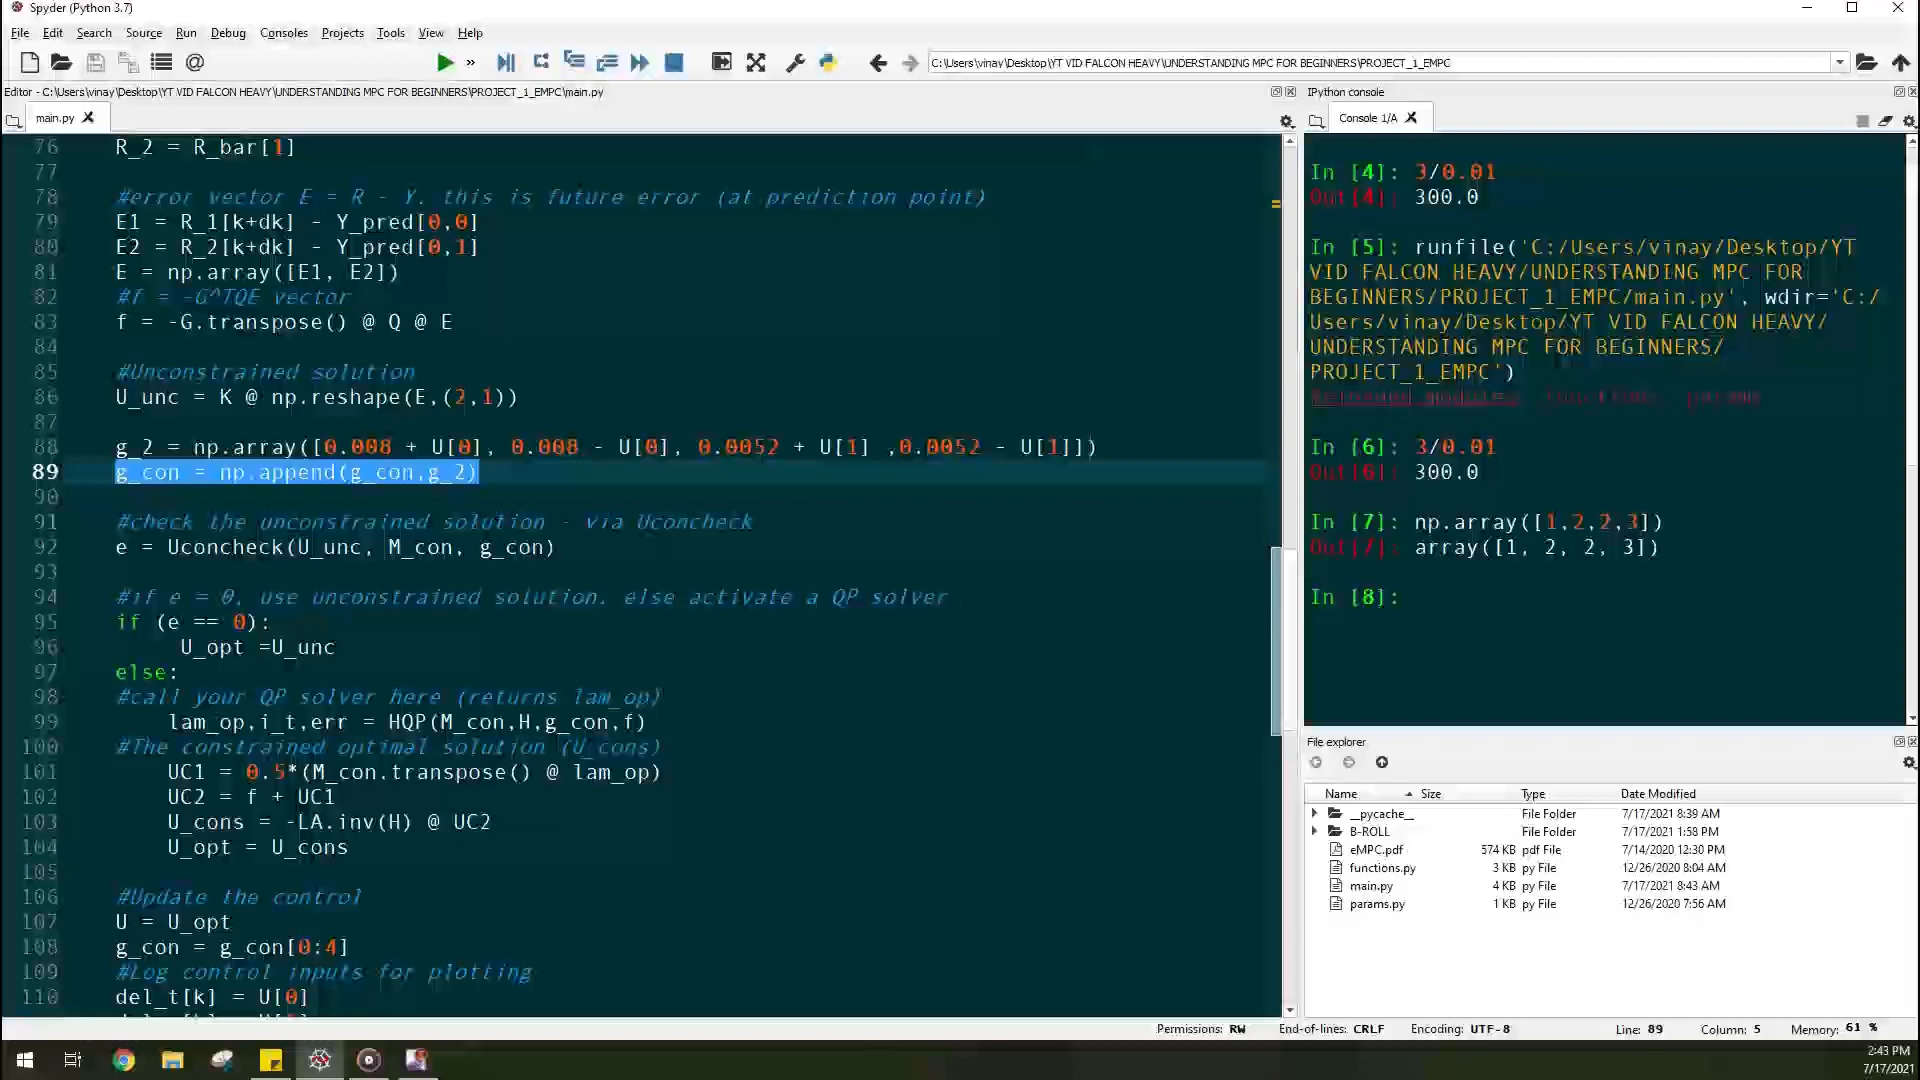 Spyder (Python 3.7)
File Edit Search Source Run Debug Consoles Projects Tools View Help
C:\Users\vinay\Desktop\YT VID FALCON HEAVY\UNDERSTANDING MPC FOR BEGINNERS\PROJECT_1_EMPC
Editor - C:\Users\vinay\Desktop\YT VID FALCON HEAVY\UNDERSTANDING MPC FOR BEGINNERS\PROJECT_1_EMPC\main.py
main.py
76 R_2 = R_bar[1]
77
78 #error vector E = R - Y. this is future error (at prediction point)
79 E1 = R_1[k+dk] - Y_pred[0,0]
80 E2 = R_2[k+dk] - Y_pred[0,1]
81 E = np.array([E1, E2])
82 #f = -G^TQE vector
83 f = -G.transpose() @ Q @ E
84
85 #Unconstrained solution
86 U_unc = K @ np.reshape(E,(2,1))
87
88 g_2 = np.array([0.008 + U[0], 0.008 - U[0], 0.0052 + U[1] ,0.0052 - U[1]])
89 g_con = np.append(g_con,g_2)
90
91 #check the unconstrained solution - via Uconcheck
92 e = Uconcheck(U_unc, M_con, g_con)
93
94 #if e = 0, use unconstrained solution. else activate a QP solver
95 if (e == 0):
96 U_opt =U_unc
97 else:
98 #call your QP solver here (returns lam_op)
99 lam_op,i_t,err = HQP(M_con,H,g_con,f)
100 #The constrained optimal solution (U_cons)
101 UC1 = 0.5*(M_con.transpose() @ lam_op)
102 UC2 = f + UC1
103 U_cons = -LA.inv(H) @ UC2
104 U_opt = U_cons
105
106 #Update the control
107 U = U_opt
108 g_con = g_con[0:4]
109 #Log control inputs for plotting
110 del_t[k] = U[0]
IPython console
Console 1/A
In [4]: 3/0.01
Out[4]: 300.0
In [5]: runfile('C:/Users/vinay/Desktop/YT
VID FALCON HEAVY/UNDERSTANDING MPC FOR
BEGINNERS/PROJECT_1_EMPC/main.py', wdir='C:/
Users/vinay/Desktop/YT VID FALCON HEAVY/
UNDERSTANDING MPC FOR BEGINNERS/
PROJECT_1_EMPC')
In [6]: 3/0.01
Out[6]: 300.0
In [7]: np.array([1,2,2,3])
Out[7]: array([1, 2, 2, 3])
In [8]:
File explorer
Name Size Type Date Modified
__pycache__ File Folder 7/17/2021 8:39 AM
B-ROLL File Folder 7/17/2021 1:58 PM
eMPC.pdf 574 KB pdf File 7/14/2020 12:30 PM
functions.py 3 KB py File 12/26/2020 8:04 AM
main.py 4 KB py File 7/17/2021 8:43 AM
params.py 1 KB py File 12/26/2020 7:56 AM
Permissions: RW End-of-lines: CRLF Encoding: UTF-8 Line: 89 Column: 5 Memory: 61 %
2:43 PM
7/17/2021